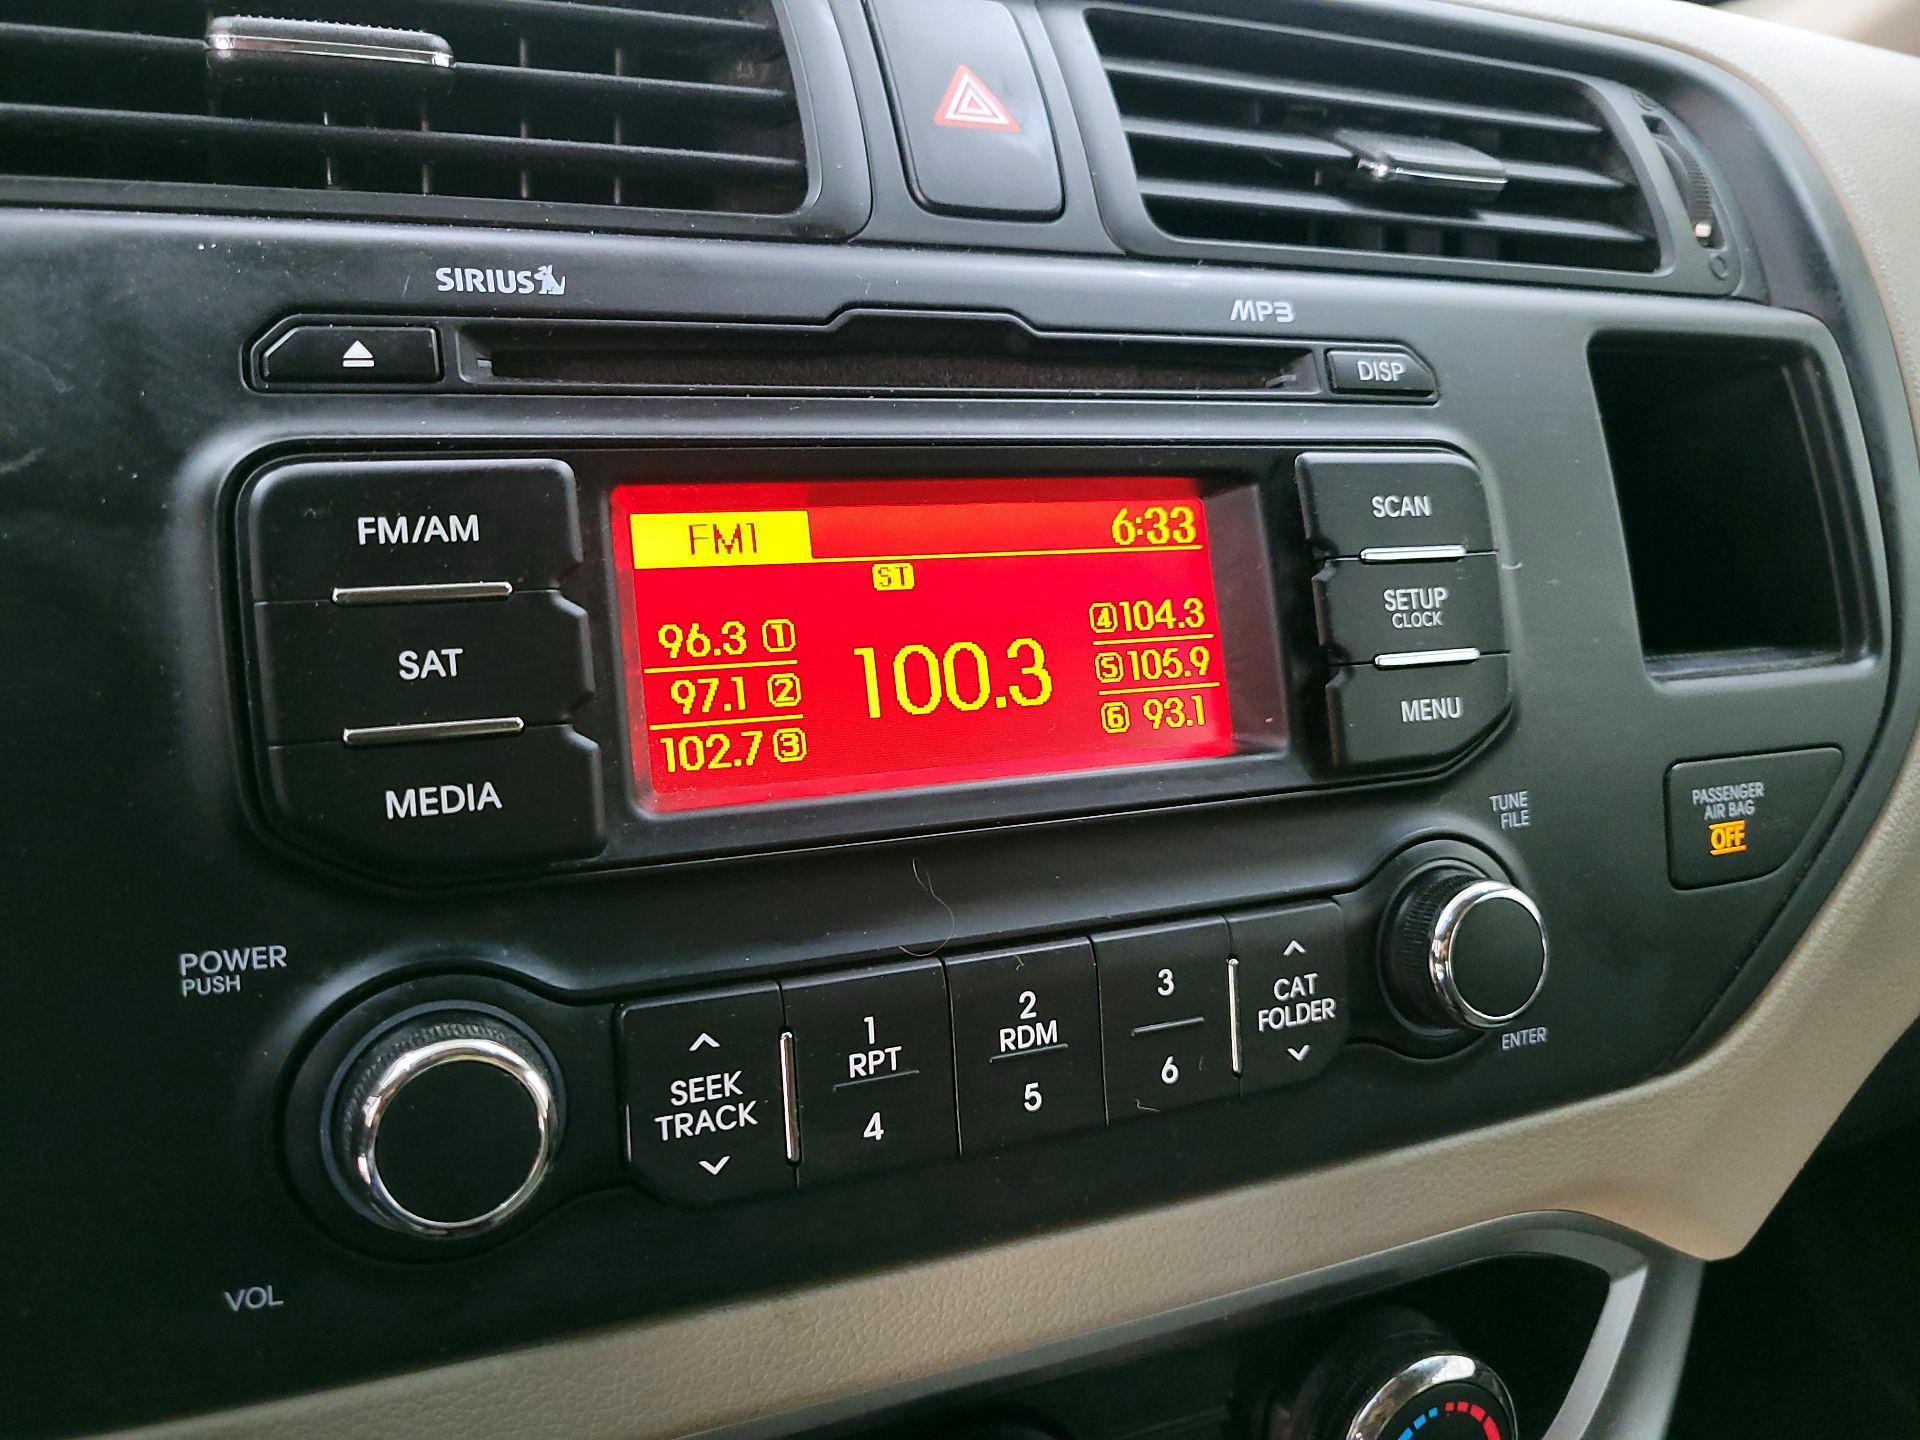 SIRIUS
MP3
DISP
FM/AM
SAT
MEDIA
FM1 6:33
ST
96.3 1
97.1 2
102.7 3
100.3
4 104.3
5 105.9
6 93.1
SCAN
SETUP
CLOCK
MENU
PASSENGER
AIR BAG
OFF
TUNE
FILE
ENTER
POWER
PUSH
VOL
SEEK
TRACK
1
RPT
4
2
RDM
5
3
6
CAT
FOLDER